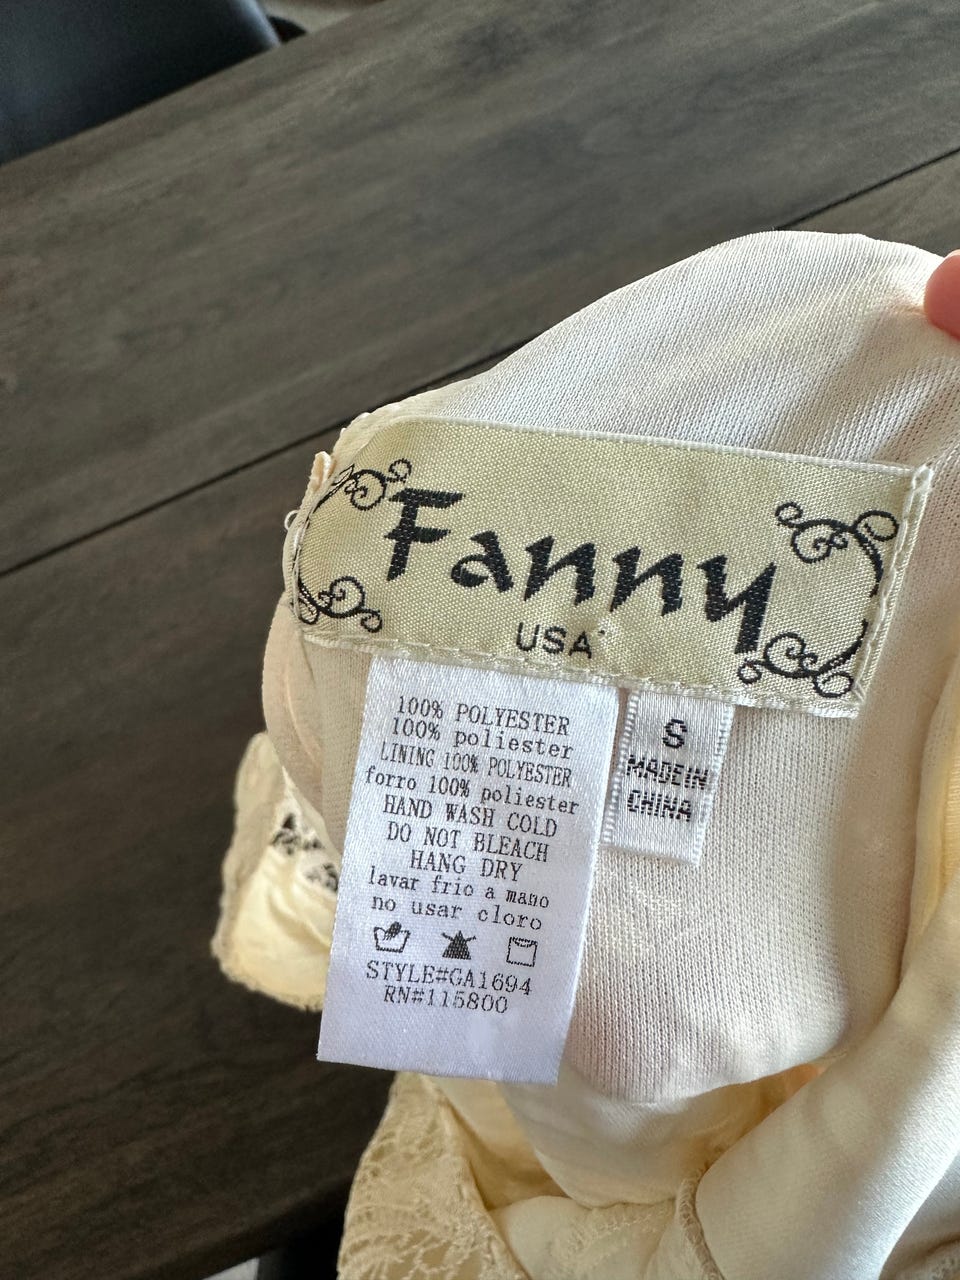 Fanny
USA
100% POLYESTER
100% poliester
LINING 100% POLYESTER
forro 100% poliester
HAND WASH COLD
DO NOT BLEACH
HANG DRY
lavar frio a mano
no usar cloro
STYLE#GA1694
RN#115800
S
MADE IN
CHINA